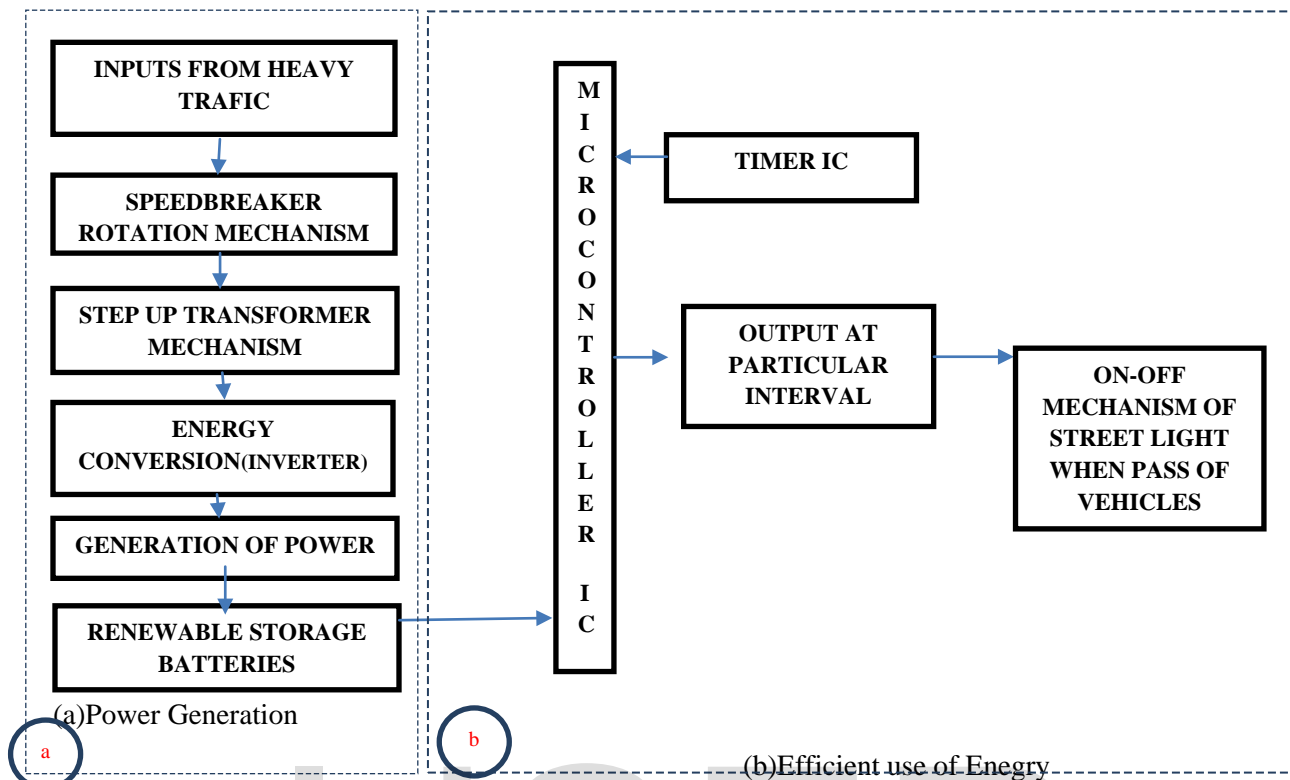 INPUTS FROM HEAVY
TRAFIC
SPEEDBREAKER
ROTATION MECHANISM
STEP UP TRANSFORMER
MECHANISM
ENERGY
CONVERSION(INVERTER)
GENERATION OF POWER
RENEWABLE STORAGE
BATTERIES
(a)Power Generation
a
M
I
C
R
O
C
O
N
T
R
O
L
L
E
R
I
C
TIMER IC
OUTPUT AT
PARTICULAR
INTERVAL
ON-OFF
MECHANISM OF
STREET LIGHT
WHEN PASS OF
VEHICLES
b
(b)Efficient use of Enegry